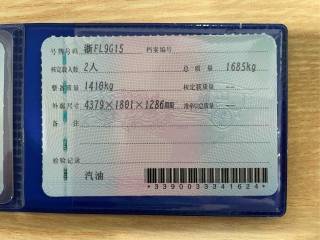 号牌号码 浙FL9G15 档案编号
核定载人数 2人 总质量 1685kg
整备质量 1410kg 核定载质量 --
外廓尺寸 4379×1801×1286mm 准牵引总质量 --
备注
检验记录
汽油
*3390033341624*